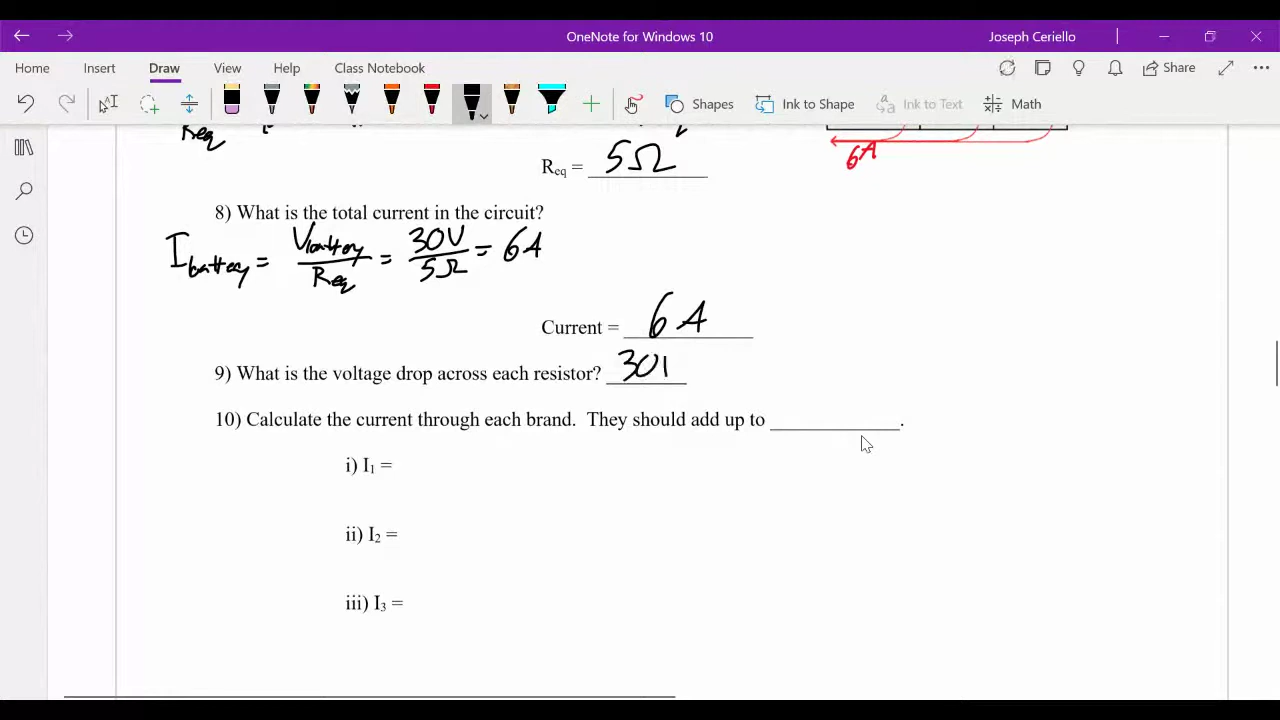 OneNote for Windows 10
Joseph Ceriello
Home Insert Draw View Help Class Notebook
Share
Shapes Ink to Shape Ink to Text Math
Req
6A
Req = 5Ω
8) What is the total current in the circuit?
Ibattery = Vbattery / Req = 30V / 5Ω = 6A
Current = 6A
9) What is the voltage drop across each resistor? 30
10) Calculate the current through each brand. They should add up to ____________.
i) I1 =
ii) I2 =
iii) I3 =